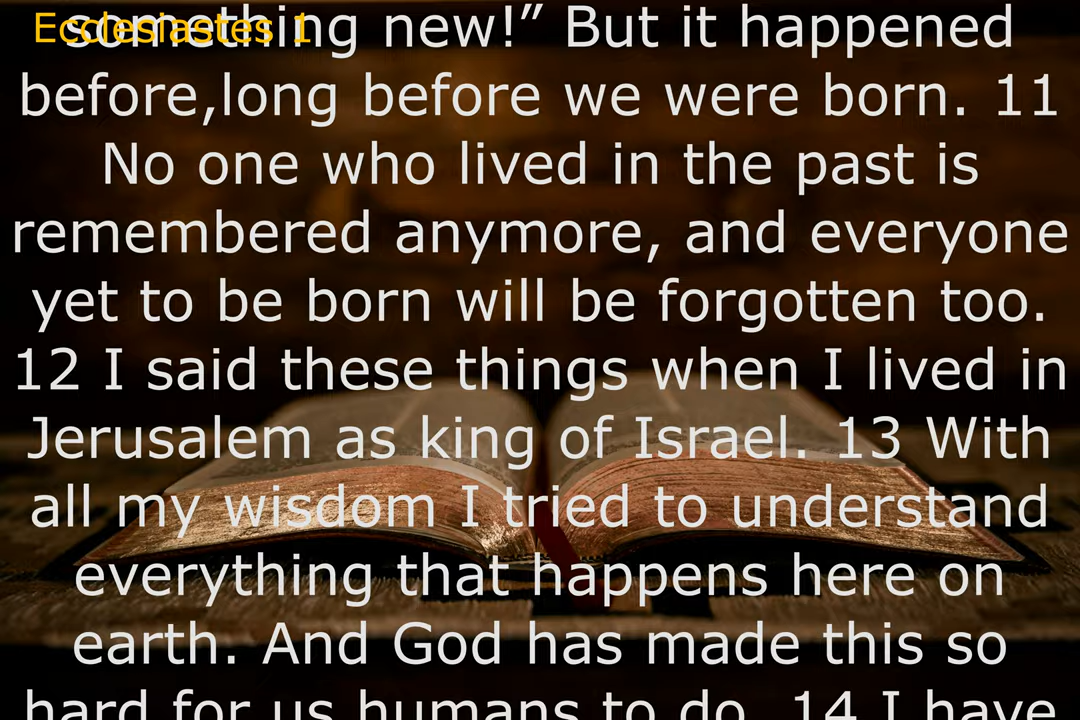 Ecclesiastes 1
something new!” But it happened
before,long before we were born. 11
No one who lived in the past is
remembered anymore, and everyone
yet to be born will be forgotten too.
12 I said these things when I lived in
Jerusalem as king of Israel. 13 With
all my wisdom I tried to understand
everything that happens here on
earth. And God has made this so
hard for us humans to do. 14 I have